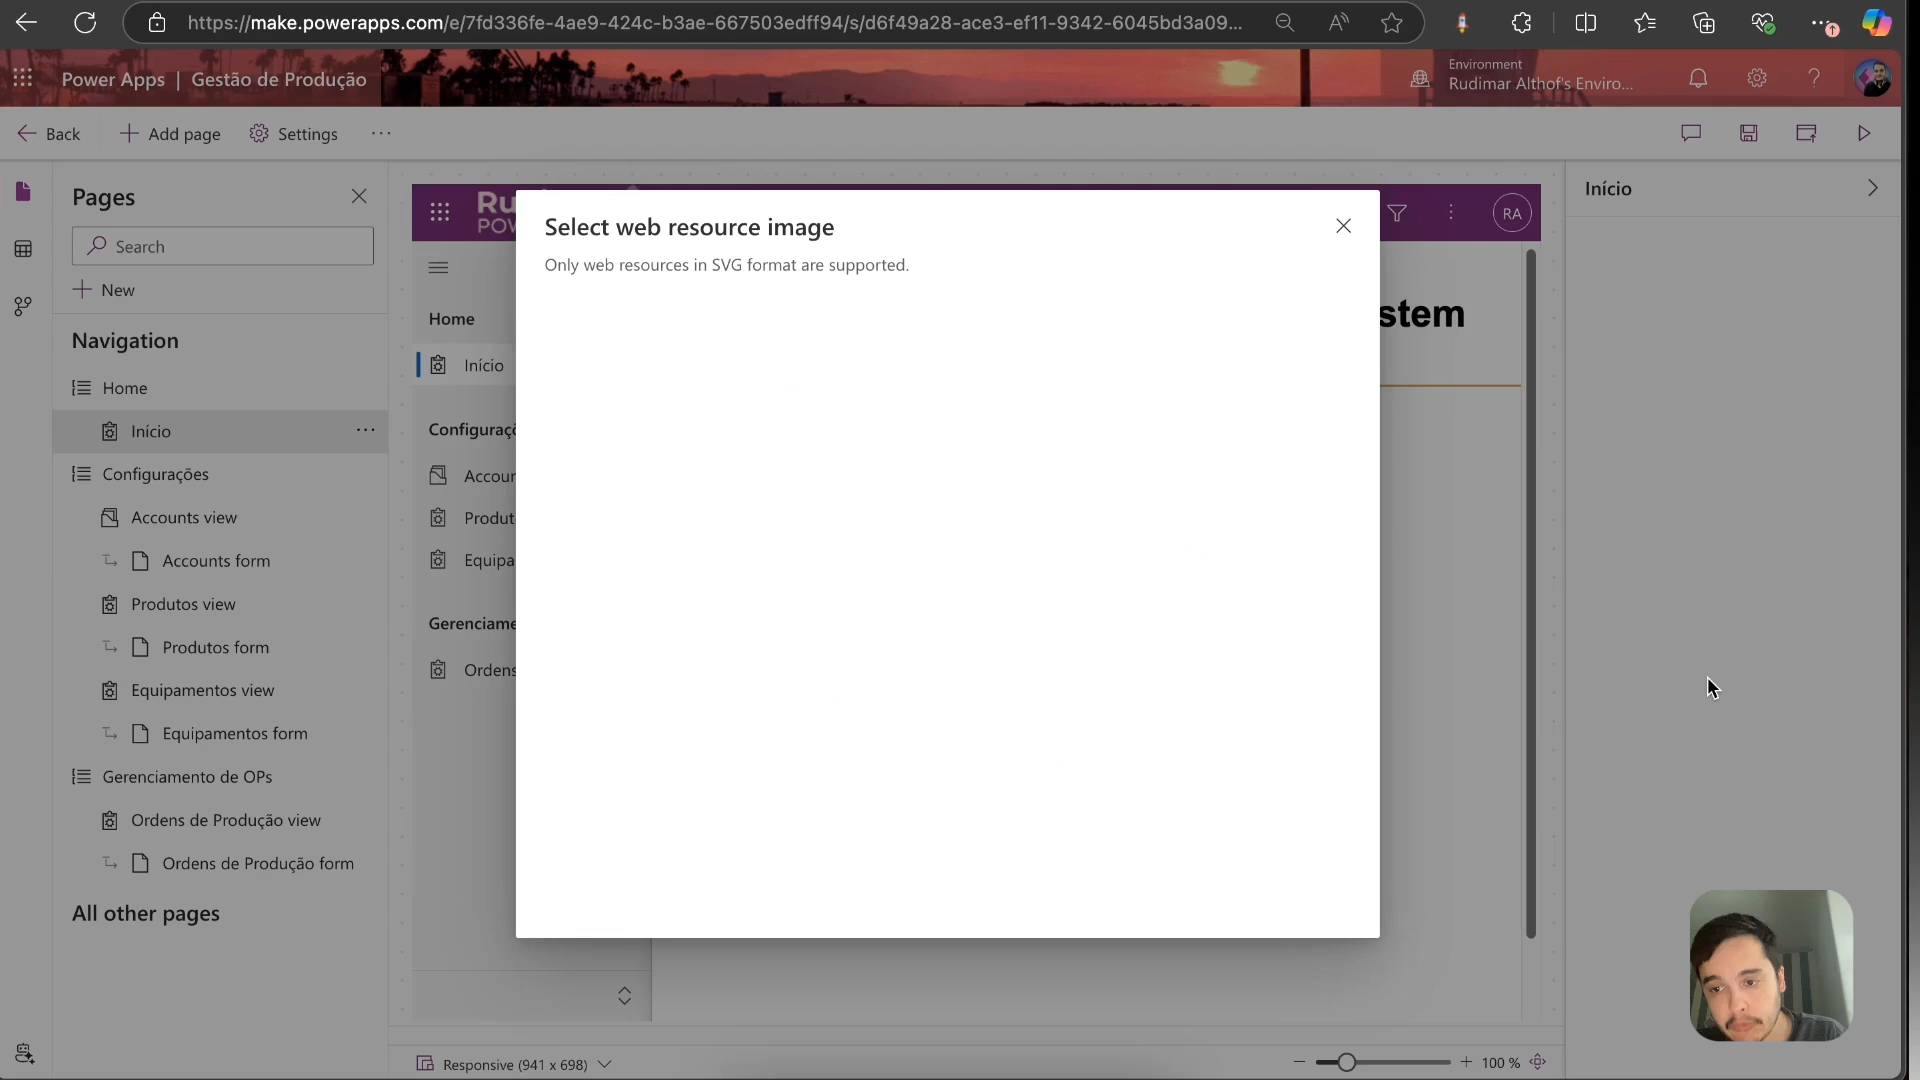 https://make.powerapps.com/e/7fd336fe-4ae9-424c-b3ae-667503edff94/s/d6f49a28-ace3-ef11-9342-6045bd3a09...
Power Apps | Gestão de Produção
Environment
Rudimar Althof's Enviro...
Back
Add page
Settings
Pages
Search
New
Navigation
Home
Início
Configurações
Accounts view
Accounts form
Produtos view
Produtos form
Equipamentos view
Equipamentos form
Gerenciamento de OPs
Ordens de Produção view
Ordens de Produção form
All other pages
Ru
POW
RA
Home
Início
Configuraç
Accour
Produt
Equipa
Gerenciame
Ordens
stem
Select web resource image
Only web resources in SVG format are supported.
Início
Responsive (941 x 698)
100 %